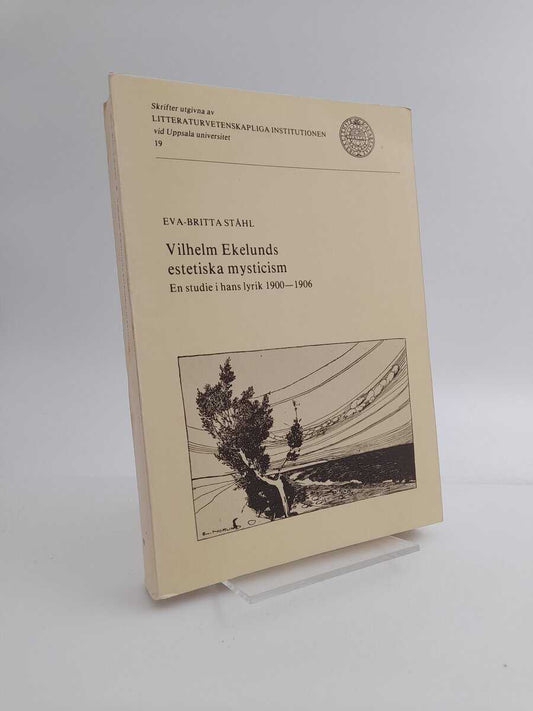 Skrifter utgivna av
LITTERATURVETENSKAPLIGA INSTITUTIONEN
vid Uppsala universitet
19
EVA-BRITTA STÅHL
Vilhelm Ekelunds
estetiska mysticism
En studie i hans lyrik 1900—1906